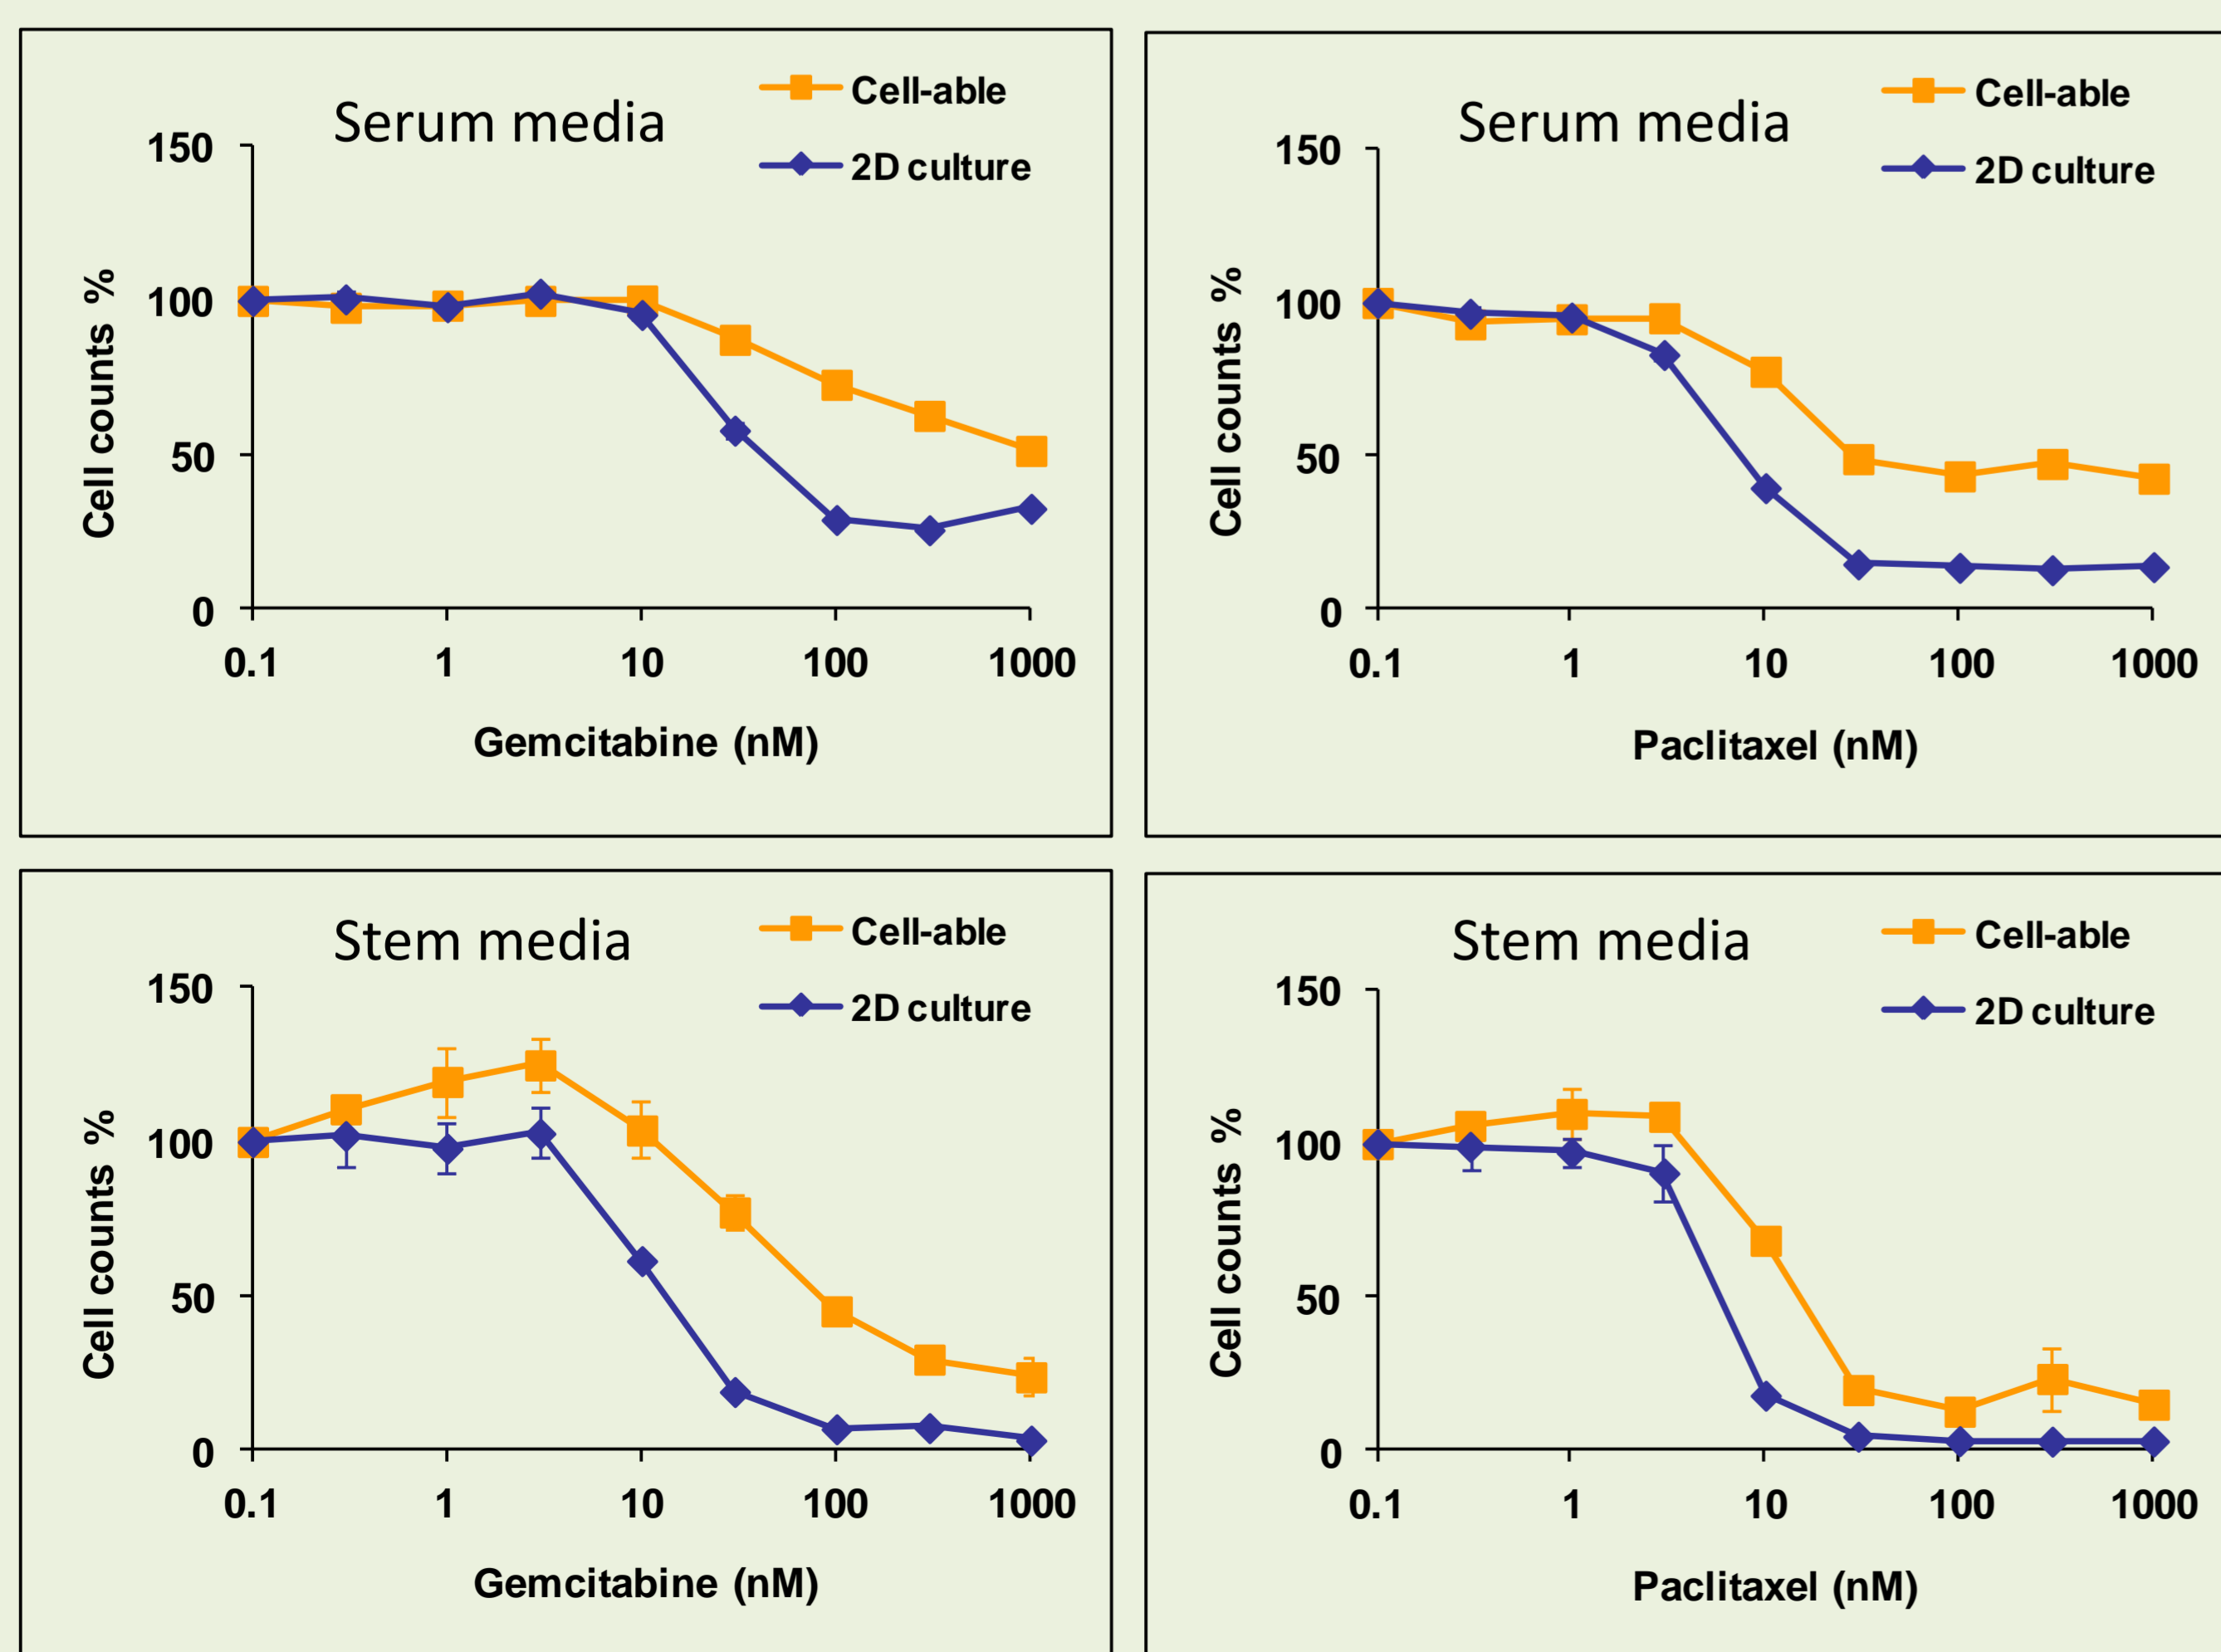 Serum media
Cell-able
2D culture
150
100
50
0
Cell counts %
0.1 1 10 100 1000
Gemcitabine (nM)
Serum media
Cell-able
2D culture
150
100
50
0
Cell counts %
0.1 1 10 100 1000
Paclitaxel (nM)
Stem media
Cell-able
2D culture
150
100
50
0
Cell counts %
0.1 1 10 100 1000
Gemcitabine (nM)
Stem media
Cell-able
2D culture
150
100
50
0
Cell counts %
0.1 1 10 100 1000
Paclitaxel (nM)